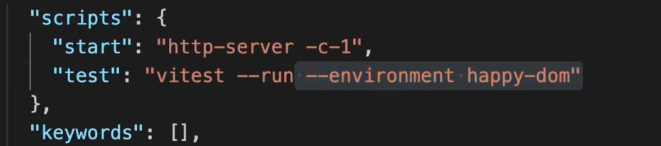 "scripts": {
"start": "http-server -c-1",
"test": "vitest --run --environment happy-dom"
},
"keywords": [],